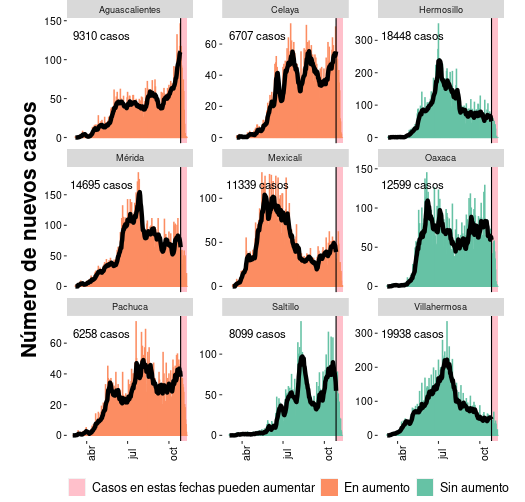 Número de nuevos casos
Aguascalientes
9310 casos
150
100
50
0
Celaya
6707 casos
60
40
20
0
Hermosillo
18448 casos
300
200
100
0
Mérida
14695 casos
150
100
50
0
Mexicali
11339 casos
100
50
0
Oaxaca
12599 casos
150
100
50
0
Pachuca
6258 casos
60
40
20
0
abr jul oct
Saltillo
8099 casos
100
50
0
abr jul oct
Villahermosa
19938 casos
300
200
100
0
abr jul oct
Casos en estas fechas pueden aumentar En aumento Sin aumento